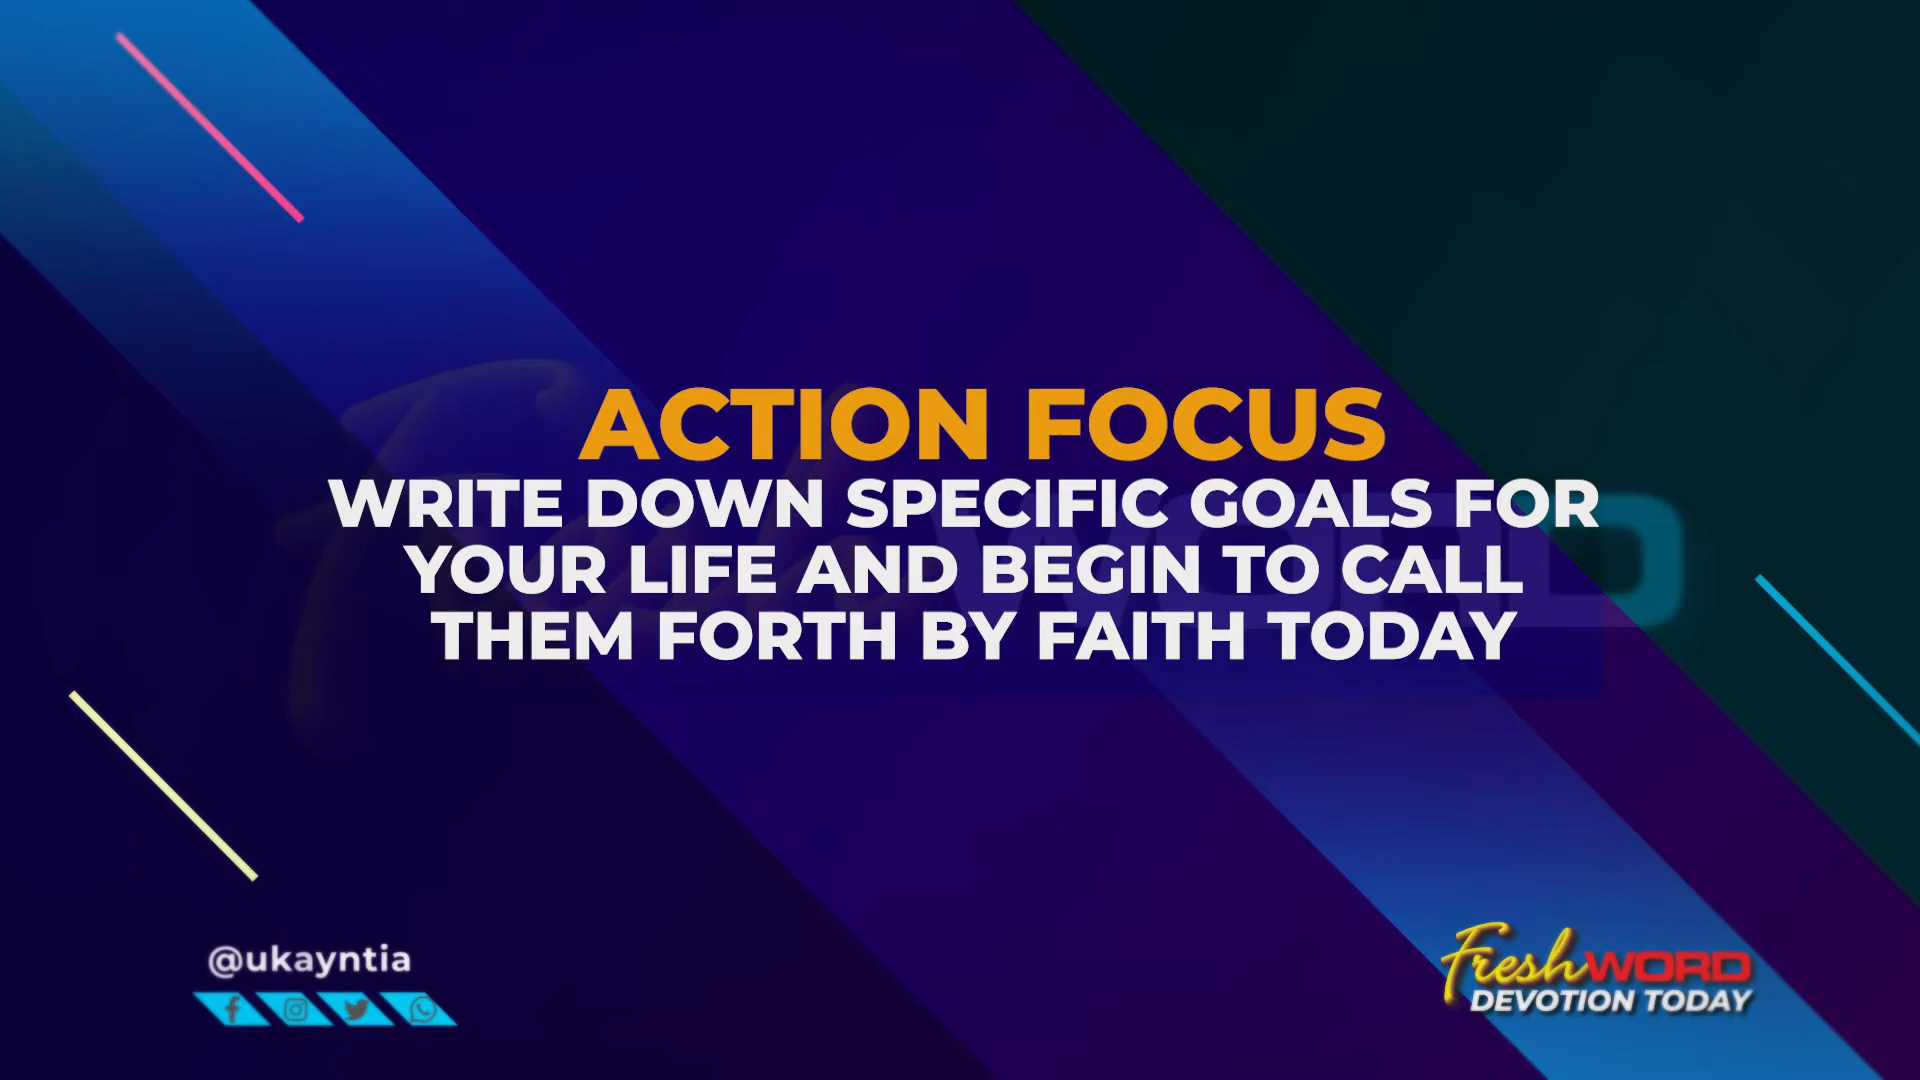 ACTION FOCUS
WRITE DOWN SPECIFIC GOALS FOR
YOUR LIFE AND BEGIN TO CALL
THEM FORTH BY FAITH TODAY
@ukayntia
FreshWORD
DEVOTION TODAY